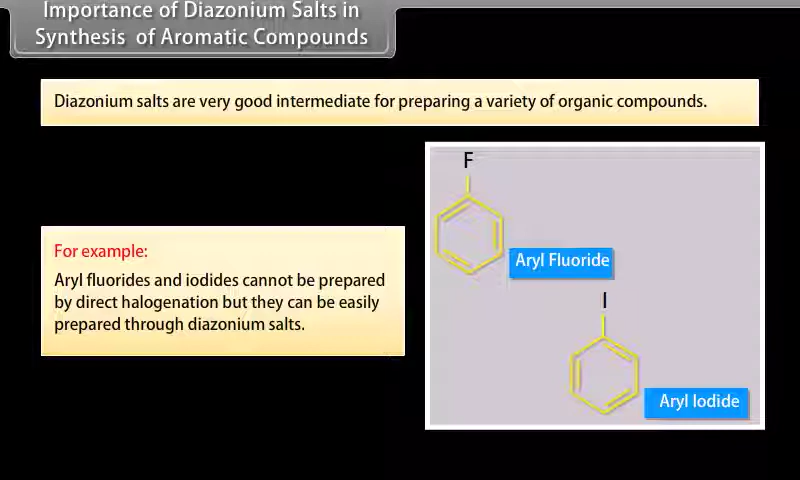 Importance of Diazonium Salts in
Synthesis of Aromatic Compounds
Diazonium salts are very good intermediate for preparing a variety of organic compounds.
For example:
Aryl fluorides and iodides cannot be prepared
by direct halogenation but they can be easily
prepared through diazonium salts.
F
Aryl Fluoride
I
Aryl Iodide